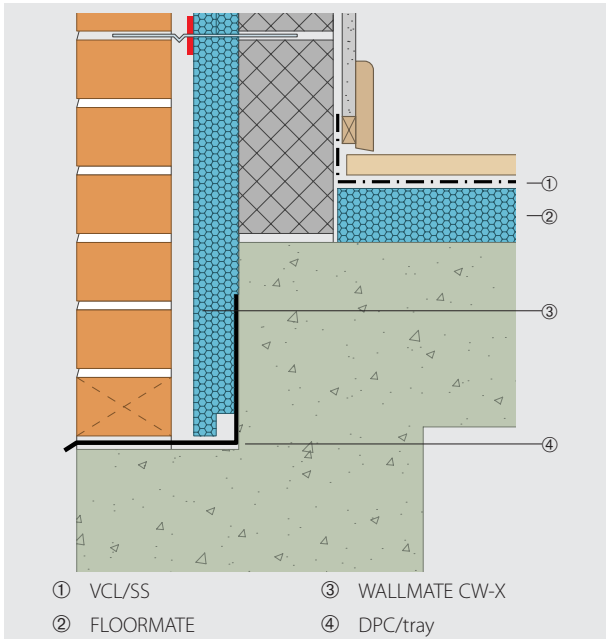 ①
②
③
④
① VCL/SS ③ WALLMATE CW-X
② FLOORMATE ④ DPC/tray